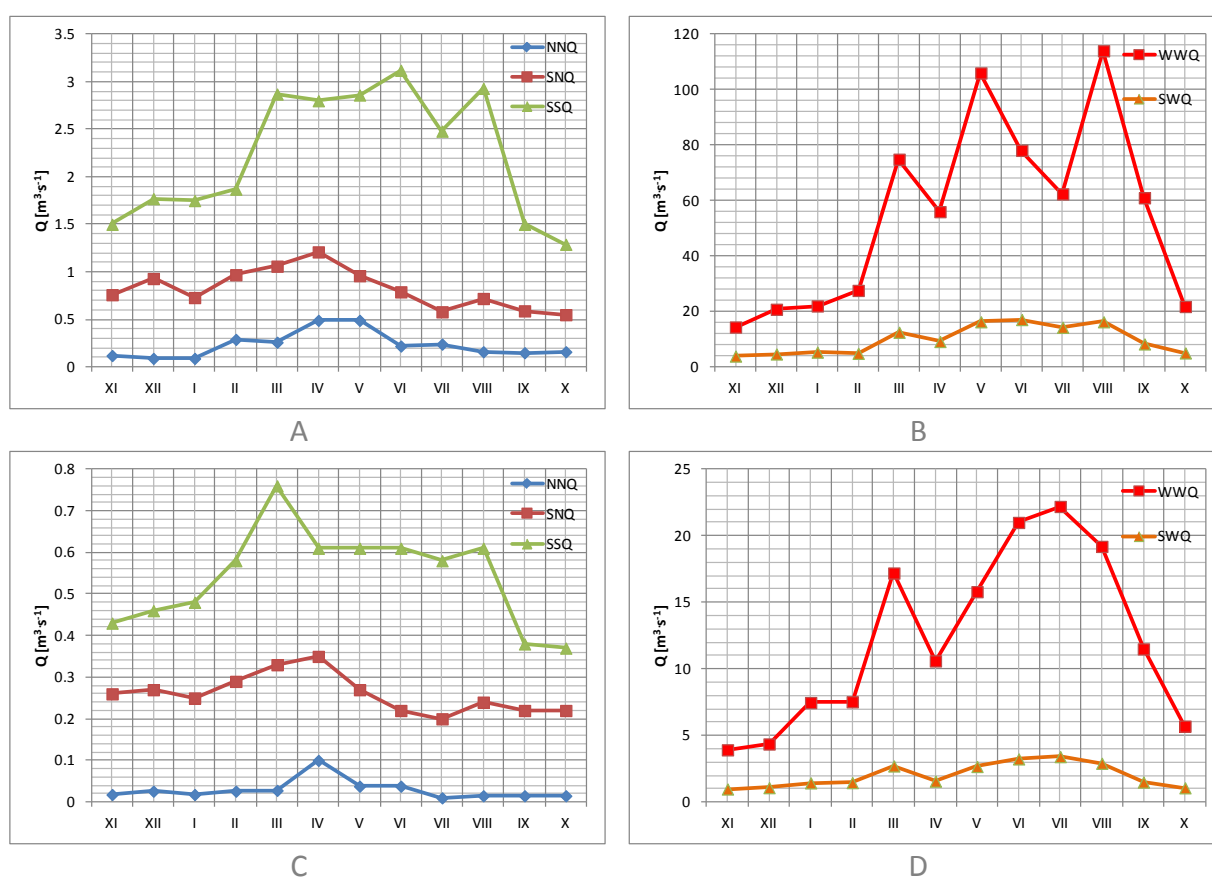 3.5
3
2.5
2
1.5
1
0.5
0
Q [m³·s⁻¹]
NNQ
SNQ
SSQ
XI XII I II III IV V VI VII VIII IX X
A
120
100
80
60
40
20
0
Q [m³·s⁻¹]
WWQ
SWQ
XI XII I II III IV V VI VII VIII IX X
B
0.8
0.7
0.6
0.5
0.4
0.3
0.2
0.1
0
Q [m³·s⁻¹]
NNQ
SNQ
SSQ
XI XII I II III IV V VI VII VIII IX X
C
25
20
15
10
5
0
Q [m³·s⁻¹]
WWQ
SWQ
XI XII I II III IV V VI VII VIII IX X
D